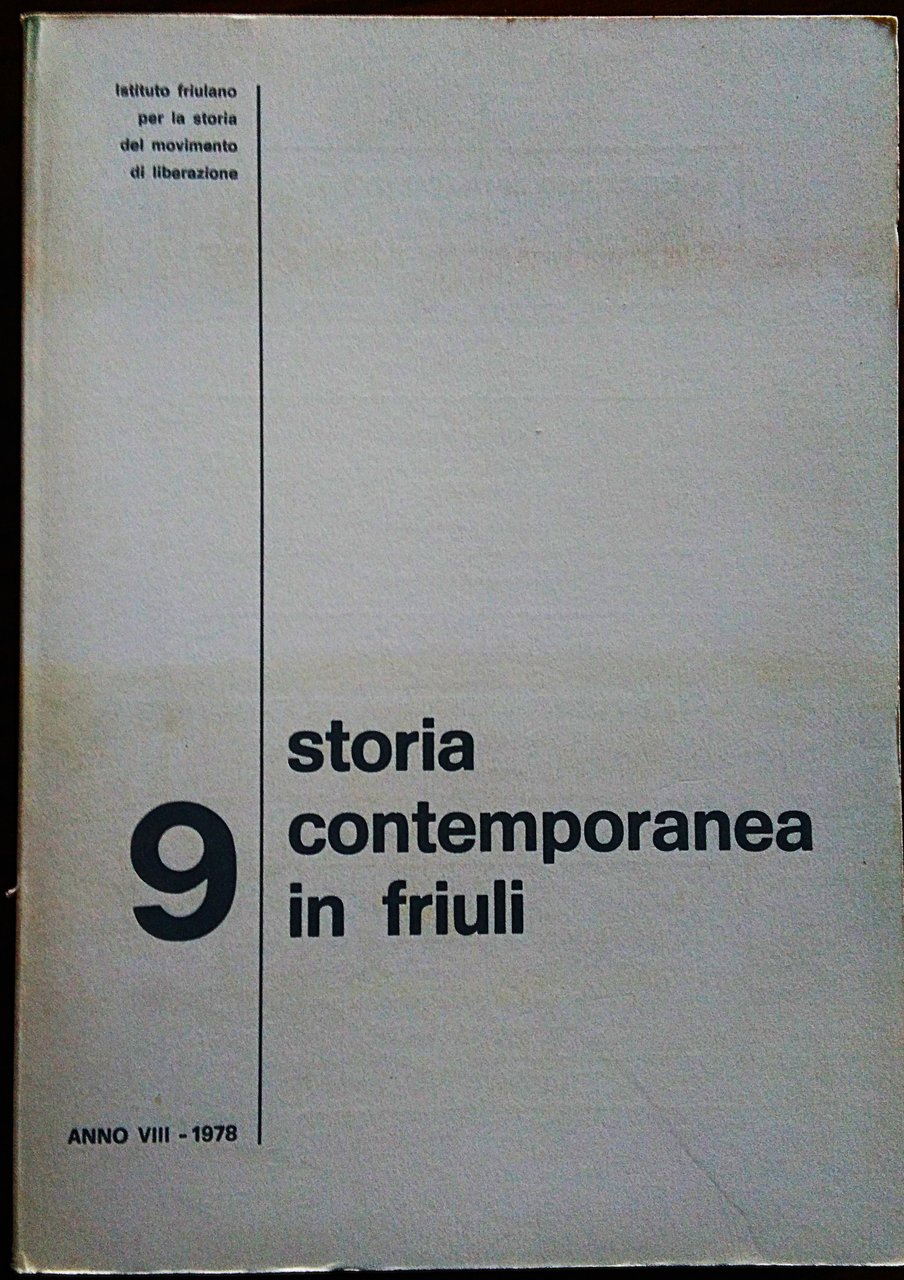 Istituto friulano
per la storia
del movimento
di liberazione
9
storia
contemporanea
in friuli
ANNO VIII - 1978